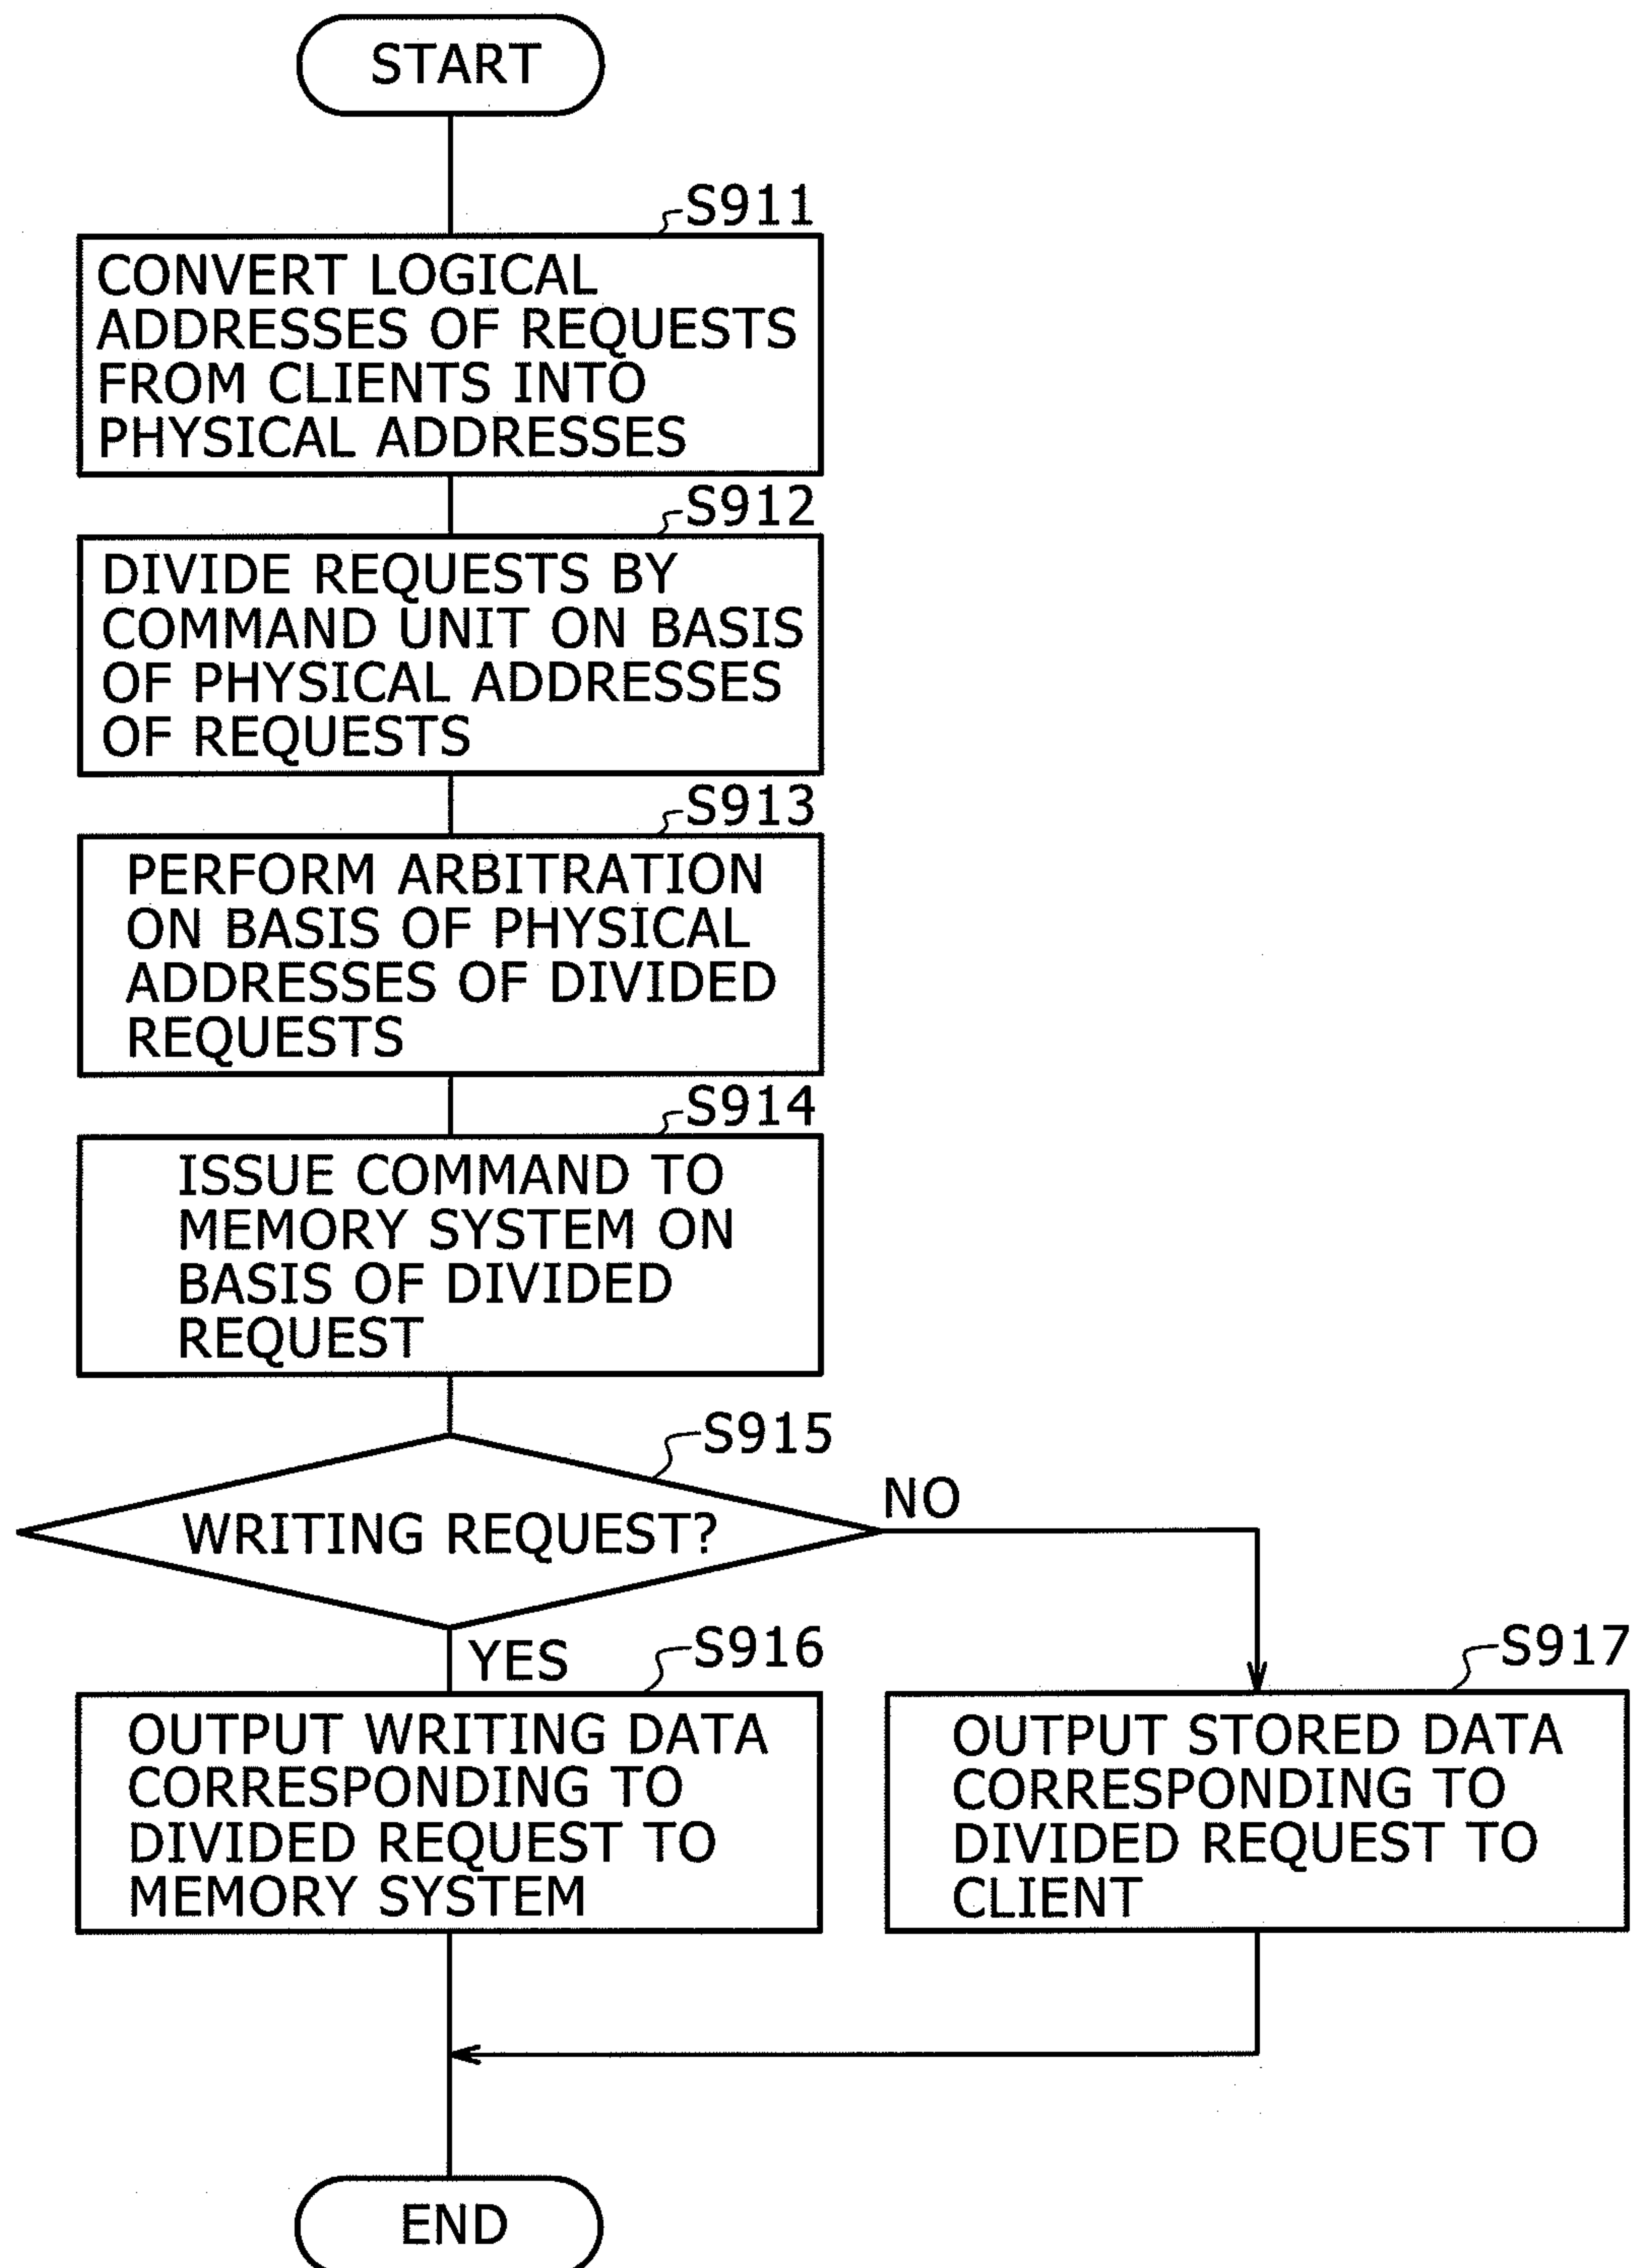 START
S911
CONVERT LOGICAL
ADDRESSES OF REQUESTS
FROM CLIENTS INTO
PHYSICAL ADDRESSES
S912
DIVIDE REQUESTS BY
COMMAND UNIT ON BASIS
OF PHYSICAL ADDRESSES
OF REQUESTS
S913
PERFORM ARBITRATION
ON BASIS OF PHYSICAL
ADDRESSES OF DIVIDED
REQUESTS
S914
ISSUE COMMAND TO
MEMORY SYSTEM ON
BASIS OF DIVIDED
REQUEST
S915
WRITING REQUEST?
NO
YES
S916
OUTPUT WRITING DATA
CORRESPONDING TO
DIVIDED REQUEST TO
MEMORY SYSTEM
S917
OUTPUT STORED DATA
CORRESPONDING TO
DIVIDED REQUEST TO
CLIENT
END